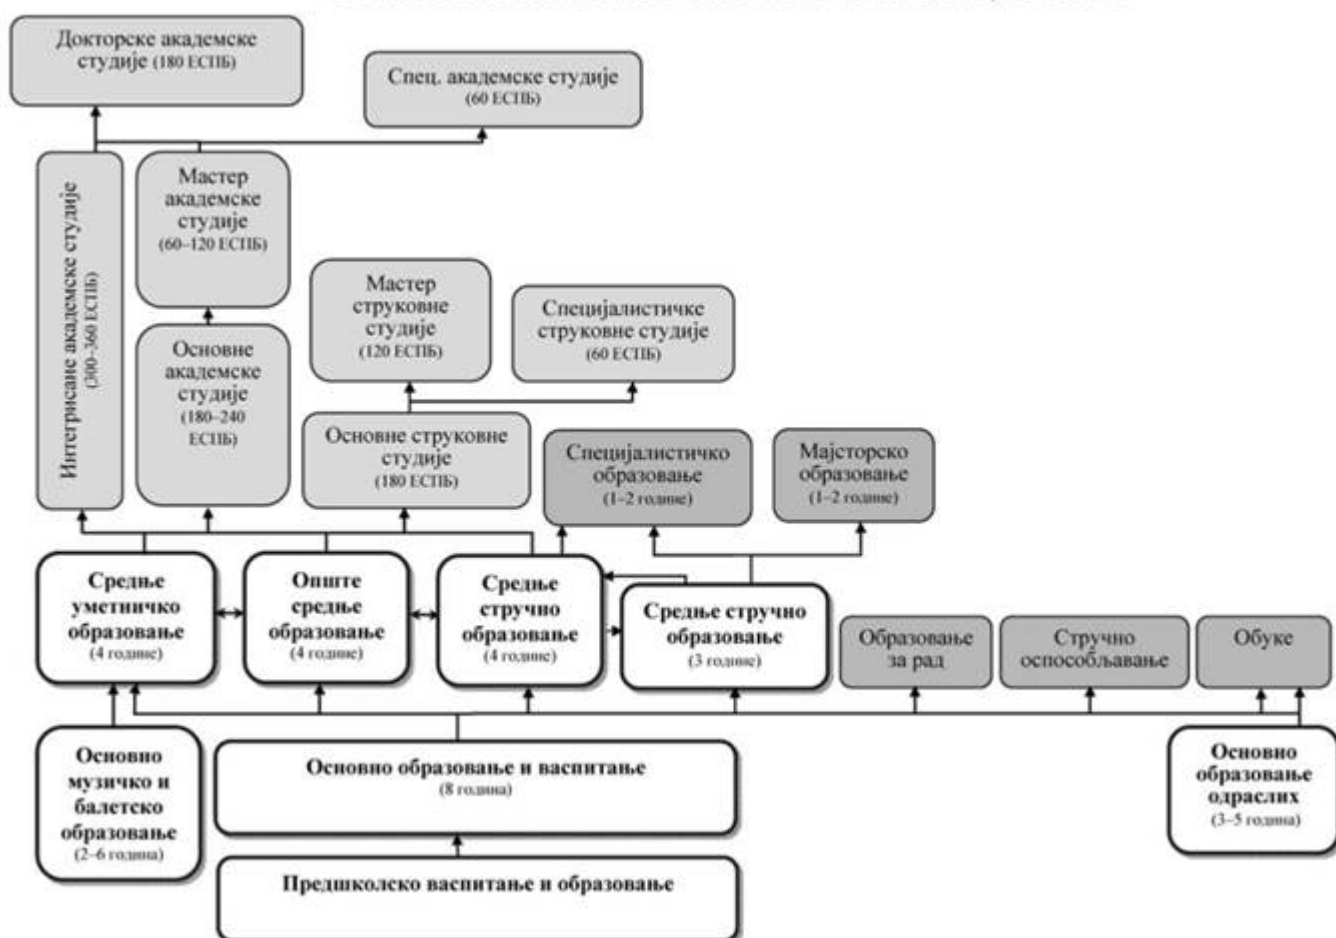 Докторске академске
студије (180 ЕСПБ)
Спец. академске студије
(60 ЕСПБ)
Интегрисане академске студије
(300–360 ЕСПБ)
Мастер
академске
студије
(60–120 ЕСПБ)
Мастер
струковне
студије
(120 ЕСПБ)
Специјалистичке
струковне студије
(60 ЕСПБ)
Основне
академске
студије
(180–240
ЕСПБ)
Основне струковне
студије
(180 ЕСПБ)
Специјалистичко
образовање
(1–2 године)
Мајсторско
образовање
(1–2 године)
Средње
уметничко
образовање
(4 године)
Опште
средње
образовање
(4 године)
Средње
стручно
образовање
(4 године)
Средње стручно
образовање
(3 године)
Образовање
за рад
Стручно
оспособљавање
Обуке
Основно
музичко и
балетско
образовање
(2–6 година)
Основно образовање и васпитање
(8 година)
Основно
образовање
одраслих
(3–5 година)
Предшколско васпитање и образовање